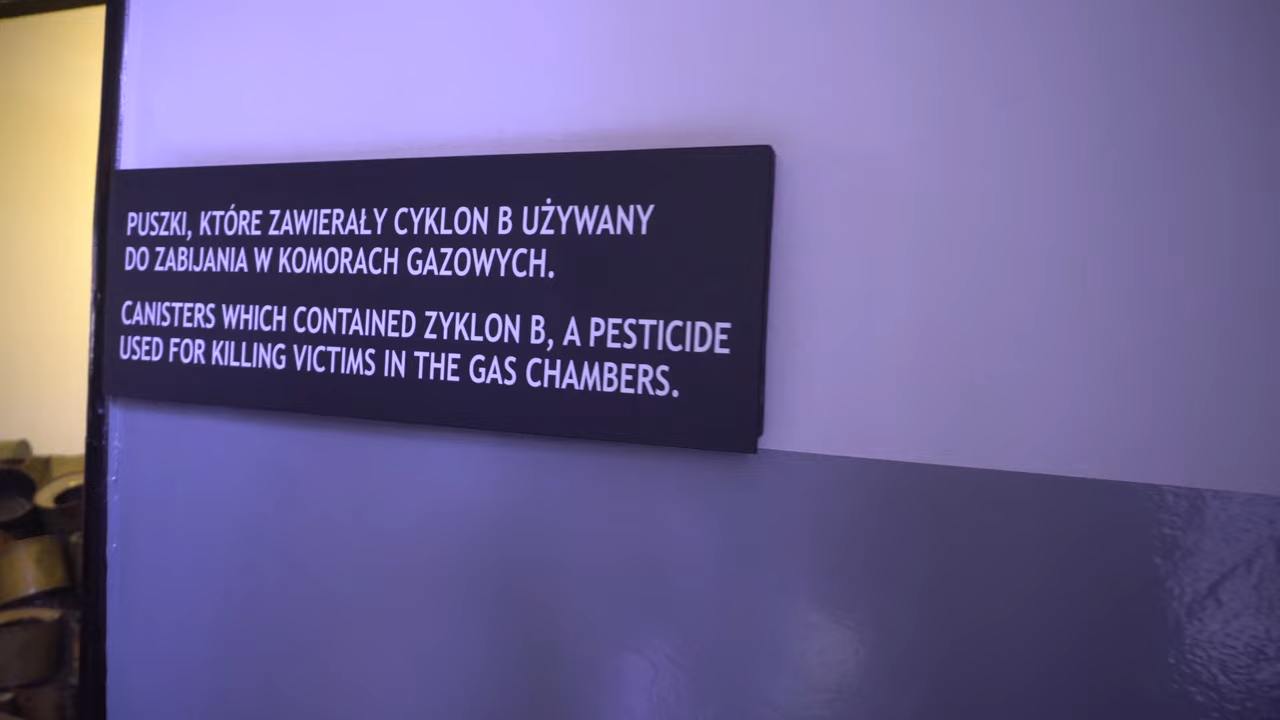 PUSZKI, KTÓRE ZAWIERAŁY CYKLON B UŻYWANY
DO ZABIJANIA W KOMORACH GAZOWYCH.
CANISTERS WHICH CONTAINED ZYKLON B, A PESTICIDE
USED FOR KILLING VICTIMS IN THE GAS CHAMBERS.